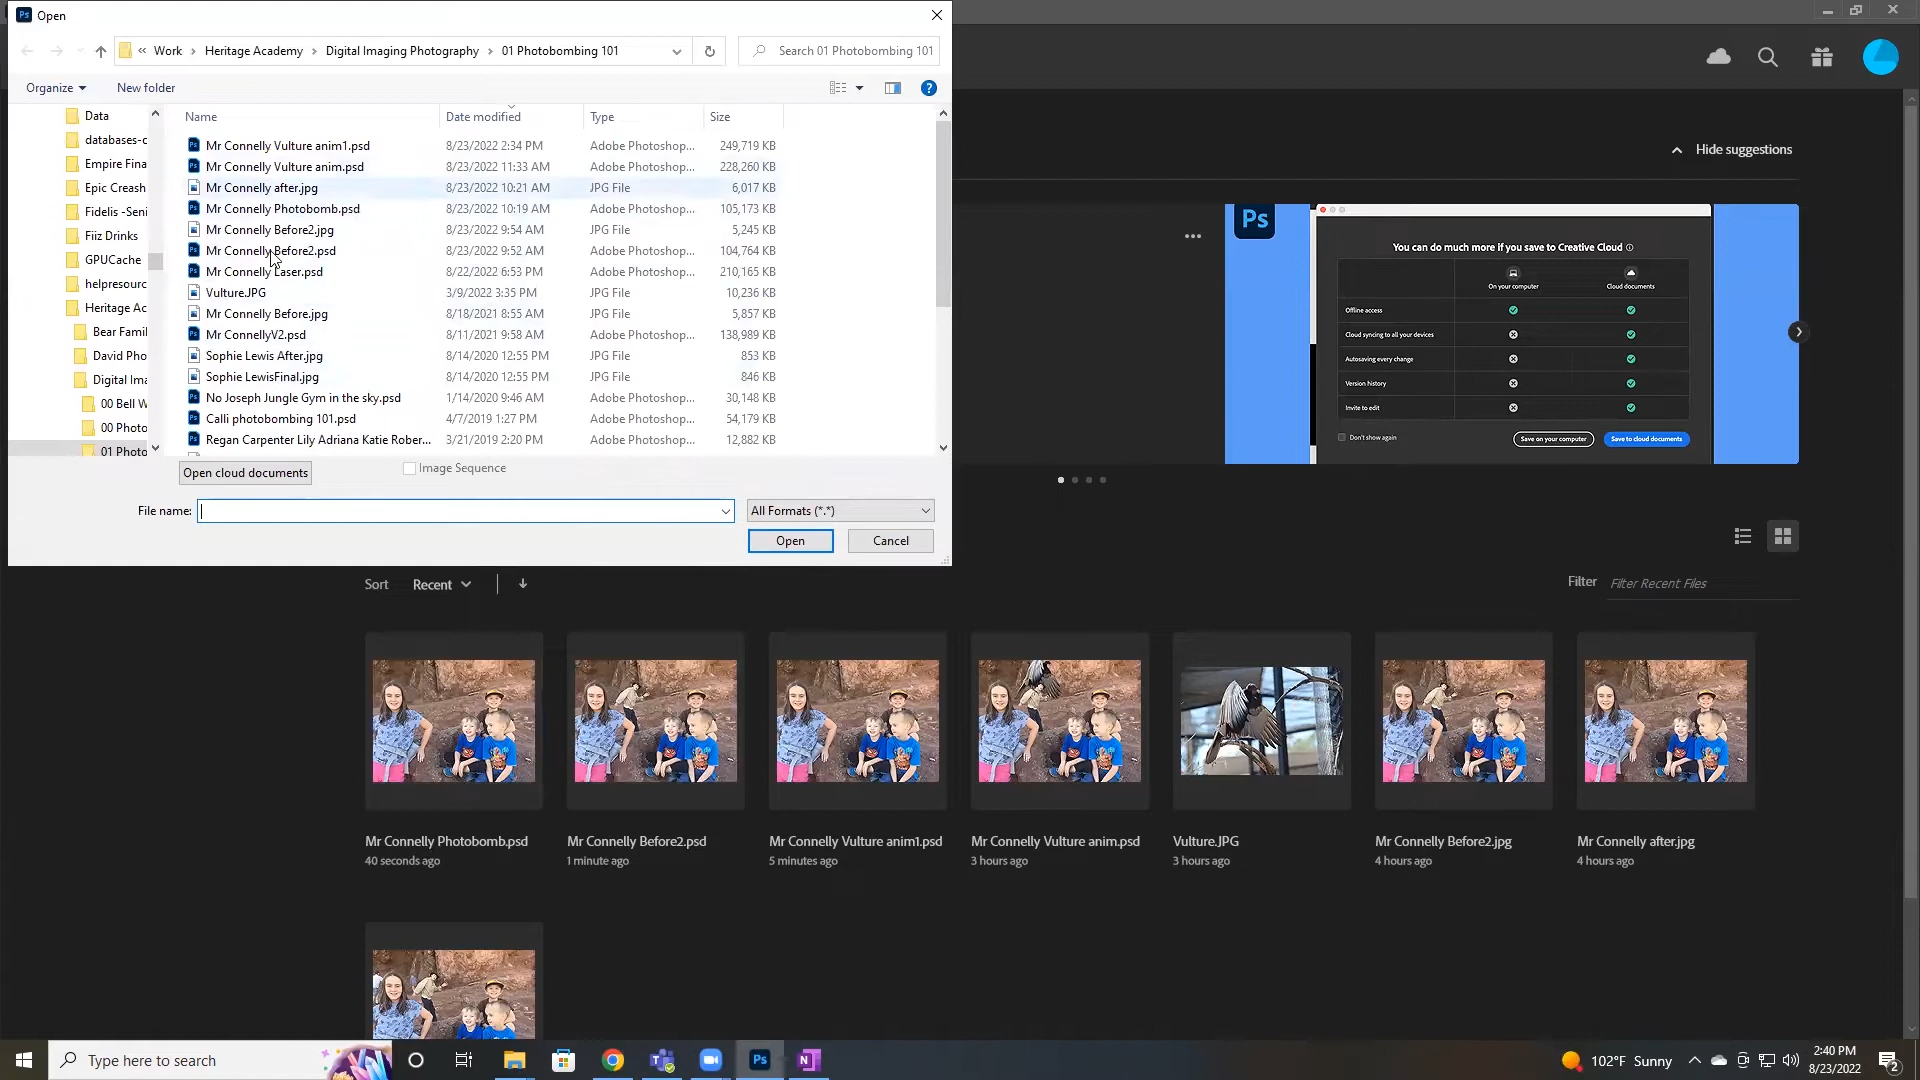 Ps Open
« Work > Heritage Academy > Digital Imaging Photography > 01 Photobombing 101
Search 01 Photobombing 101
Organize
New folder
Data
databases-c
Empire Fina
Epic Creash
Fidelis -Seni
Fiiz Drinks
GPUCache
helpresourc
Heritage Ac
Bear Famil
David Pho
Digital Ima
00 Bell W
00 Photo
01 Photo
Name Date modified Type Size
Mr Connelly Vulture anim1.psd 8/23/2022 2:34 PM Adobe Photoshop... 249,719 KB
Mr Connelly Vulture anim.psd 8/23/2022 11:33 AM Adobe Photoshop... 228,260 KB
Mr Connelly after.jpg 8/23/2022 10:21 AM JPG File 6,017 KB
Mr Connelly Photobomb.psd 8/23/2022 10:19 AM Adobe Photoshop... 105,173 KB
Mr Connelly Before2.jpg 8/23/2022 9:54 AM JPG File 5,245 KB
Mr Connelly Before2.psd 8/23/2022 9:52 AM Adobe Photoshop... 104,764 KB
Mr Connelly Laser.psd 8/22/2022 6:53 PM Adobe Photoshop... 210,165 KB
Vulture.JPG 3/9/2022 3:35 PM JPG File 10,236 KB
Mr Connelly Before.jpg 8/18/2021 8:55 AM JPG File 5,857 KB
Mr ConnellyV2.psd 8/11/2021 9:58 AM Adobe Photoshop... 138,989 KB
Sophie Lewis After.jpg 8/14/2020 12:55 PM JPG File 853 KB
Sophie LewisFinal.jpg 8/14/2020 12:55 PM JPG File 846 KB
No Joseph Jungle Gym in the sky.psd 1/14/2020 9:46 AM Adobe Photoshop... 30,148 KB
Calli photobombing 101.psd 4/7/2019 1:27 PM Adobe Photoshop... 54,179 KB
Regan Carpenter Lily Adriana Katie Rober... 3/21/2019 2:20 PM Adobe Photoshop... 12,882 KB
Open cloud documents
Image Sequence
File name:
All Formats (*.*)
Open
Cancel
Hide suggestions
Ps
You can do much more if you save to Creative Cloud
On your computer
Cloud documents
Offline access
Cloud syncing to all your devices
Autosaving every change
Version history
Invite to edit
Don't show again
Save on your computer
Save to cloud documents
Sort Recent
Filter Filter Recent Files
Mr Connelly Photobomb.psd
40 seconds ago
Mr Connelly Before2.psd
1 minute ago
Mr Connelly Vulture anim1.psd
5 minutes ago
Mr Connelly Vulture anim.psd
3 hours ago
Vulture.JPG
3 hours ago
Mr Connelly Before2.jpg
4 hours ago
Mr Connelly after.jpg
4 hours ago
Type here to search
Ps
N
102°F Sunny
2:40 PM
8/23/2022
2